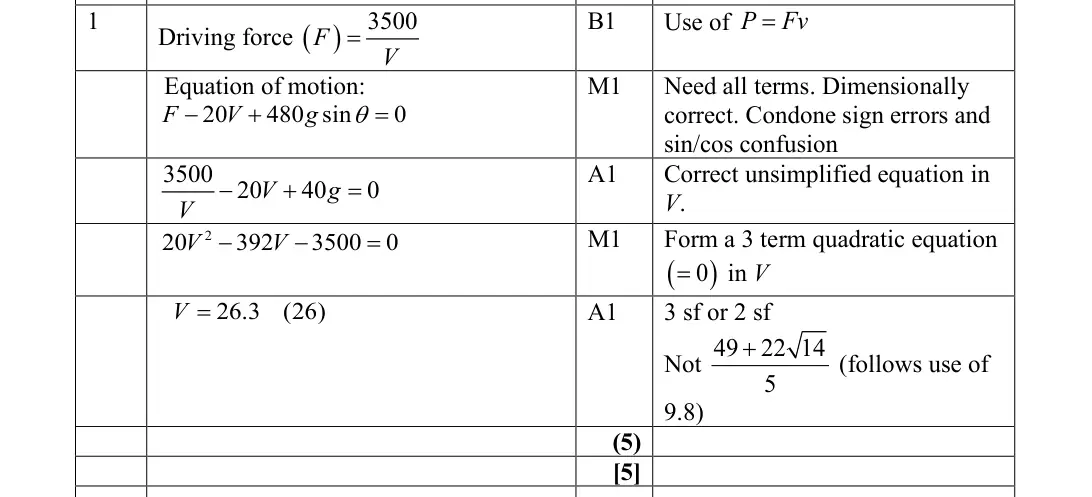 1 Driving force (F) = 3500/V B1 Use of P = Fv
Equation of motion: M1 Need all terms. Dimensionally
F − 20V + 480g sin θ = 0 correct. Condone sign errors and
sin/cos confusion
3500/V − 20V + 40g = 0 A1 Correct unsimplified equation in
V.
20V² − 392V − 3500 = 0 M1 Form a 3 term quadratic equation
(= 0) in V
V = 26.3 (26) A1 3 sf or 2 sf
Not (49 + 22√14)/5 (follows use of
9.8)
(5)
[5]